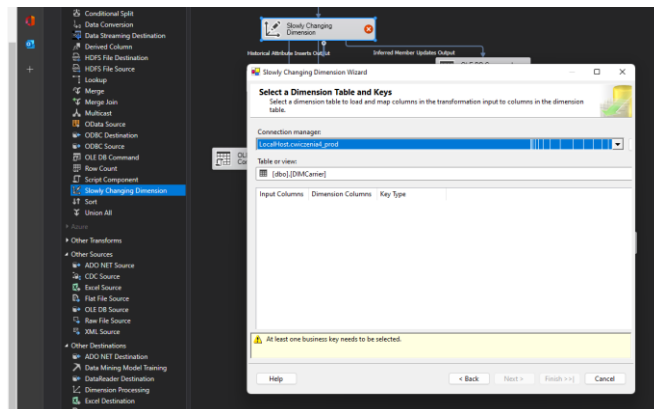 Conditional Split
Data Conversion
Data Streaming Destination
Derived Column
HDFS File Destination
HDFS File Source
Lookup
Merge
Merge Join
Multicast
OData Source
ODBC Destination
ODBC Source
OLE DB Command
Row Count
Script Component
Slowly Changing Dimension
Sort
Union All
Azure
Other Transforms
Other Sources
ADO NET Source
CDC Source
Excel Source
Flat File Source
OLE DB Source
Raw File Source
XML Source
Other Destinations
ADO NET Destination
Data Mining Model Training
DataReader Destination
Dimension Processing
Excel Destination
Slowly Changing
Dimension
Historical Attribute Inserts Output
Inferred Member Updates Output
Slowly Changing Dimension Wizard
Select a Dimension Table and Keys
Select a dimension table to load and map columns in the transformation input to columns in the dimension
table.
Connection manager:
LocalHost.cwiczenia4_prod
Table or view:
[dbo].[DIMCarrier]
Input Columns Dimension Columns Key Type
At least one business key needs to be selected.
Help
< Back
Next >
Finish >>|
Cancel